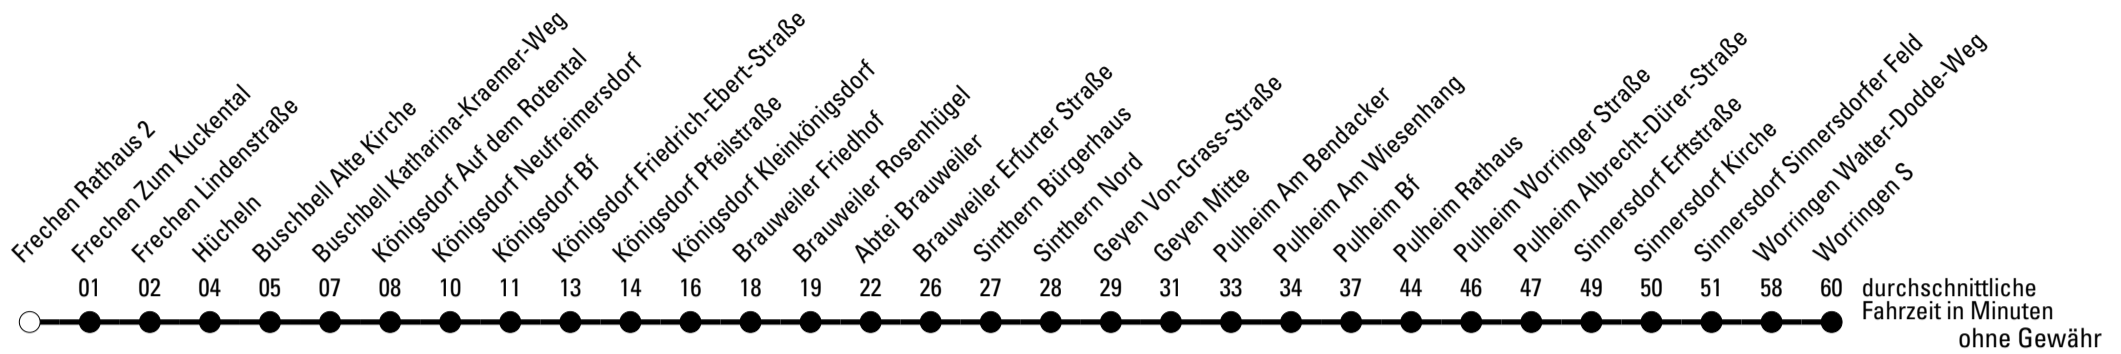 Frechen Rathaus 2
Frechen Zum Kuckental
Frechen Lindenstraße
Hücheln
Buschbell Alte Kirche
Buschbell Katharina-Kraemer-Weg
Königsdorf Auf dem Rotental
Königsdorf Neufreimersdorf
Königsdorf Bf
Königsdorf Friedrich-Ebert-Straße
Königsdorf Pfeilstraße
Königsdorf Kleinkönigsdorf
Brauweiler Friedhof
Brauweiler Rosenhügel
Abtei Brauweiler
Brauweiler Erfurter Straße
Sinthern Bürgerhaus
Sinthern Nord
Geyen Von-Grass-Straße
Geyen Mitte
Pulheim Am Bendacker
Pulheim Am Wiesenhang
Pulheim Bf
Pulheim Rathaus
Pulheim Worringer Straße
Pulheim Albrecht-Dürer-Straße
Sinnersdorf Erftstraße
Sinnersdorf Kirche
Sinnersdorf Sinnersdorfer Feld
Worringen Walter-Dodde-Weg
Worringen S
01 02 04 05 07 08 10 11 13 14 16 18 19 22 26 27 28 29 31 33 34 37 44 46 47 49 50 51 58 60
durchschnittliche
Fahrzeit in Minuten
ohne Gewähr